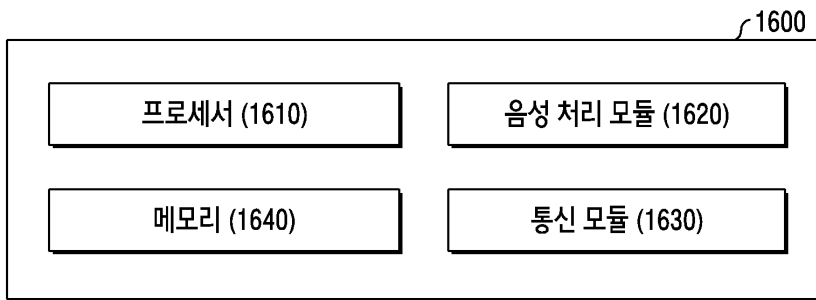 1600
프로세서 (1610)
음성 처리 모듈 (1620)
메모리 (1640)
통신 모듈 (1630)